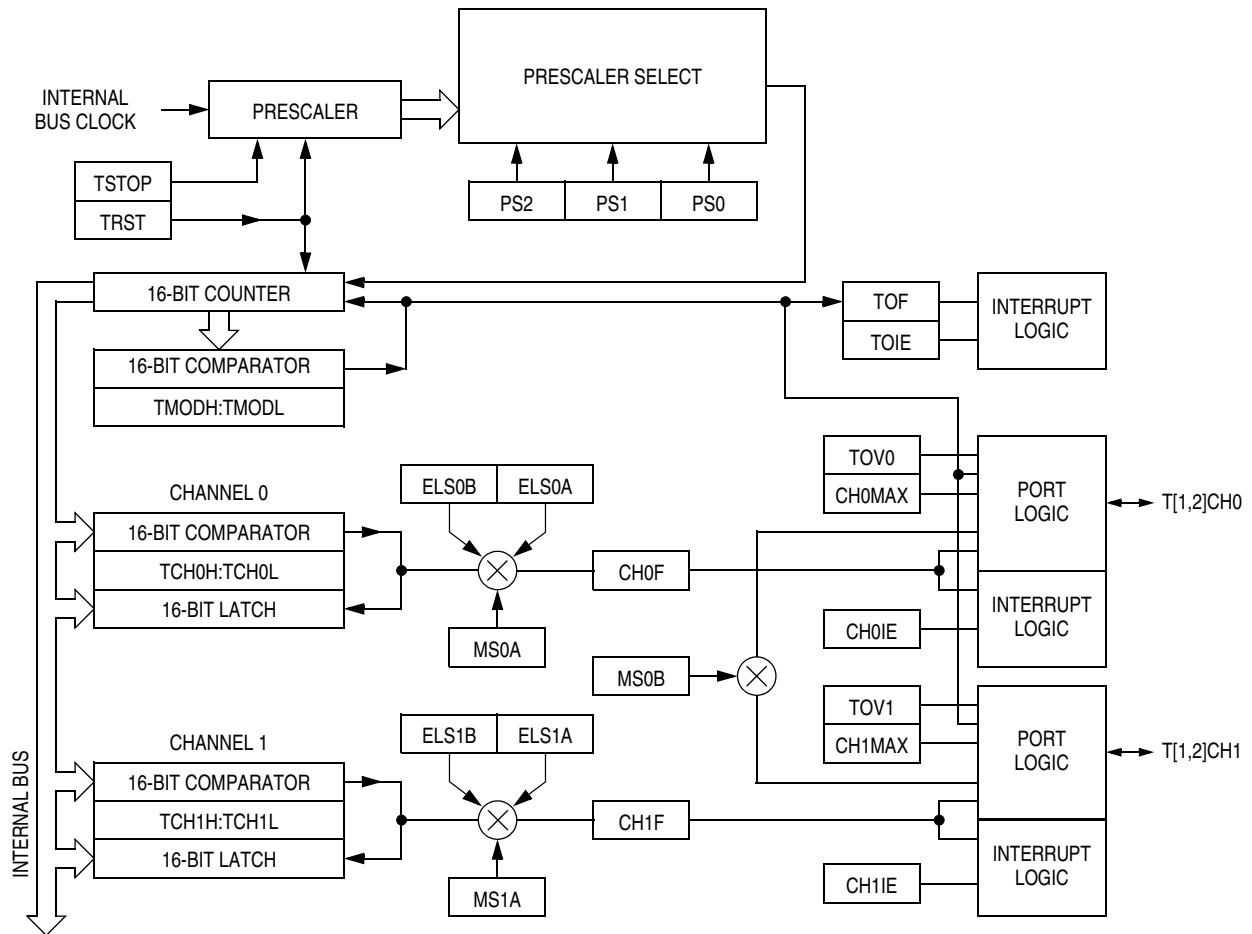 PRESCALER SELECT
INTERNAL
BUS CLOCK
PRESCALER
TSTOP
TRST
PS2 PS1 PS0
16-BIT COUNTER
TOF
TOIE
INTERRUPT
LOGIC
16-BIT COMPARATOR
TMODH:TMODL
CHANNEL 0
16-BIT COMPARATOR
TCH0H:TCH0L
16-BIT LATCH
ELS0B ELS0A
MS0A
CH0F
TOV0
CH0MAX
PORT
LOGIC
T[1,2]CH0
INTERRUPT
LOGIC
CH0IE
MS0B
CHANNEL 1
16-BIT COMPARATOR
TCH1H:TCH1L
16-BIT LATCH
ELS1B ELS1A
MS1A
CH1F
TOV1
CH1MAX
PORT
LOGIC
T[1,2]CH1
INTERRUPT
LOGIC
CH1IE
INTERNAL BUS